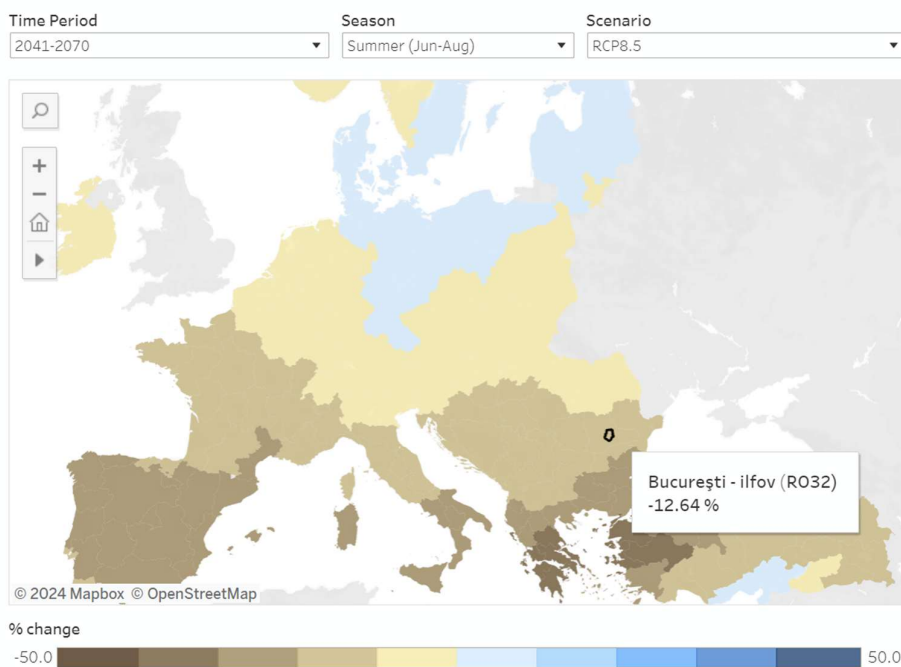 Time Period
Season
Scenario
2041-2070
Summer (Jun-Aug)
RCP8.5
Bucureşti - ilfov (RO32)
-12.64 %
© 2024 Mapbox © OpenStreetMap
% change
-50.0
50.0